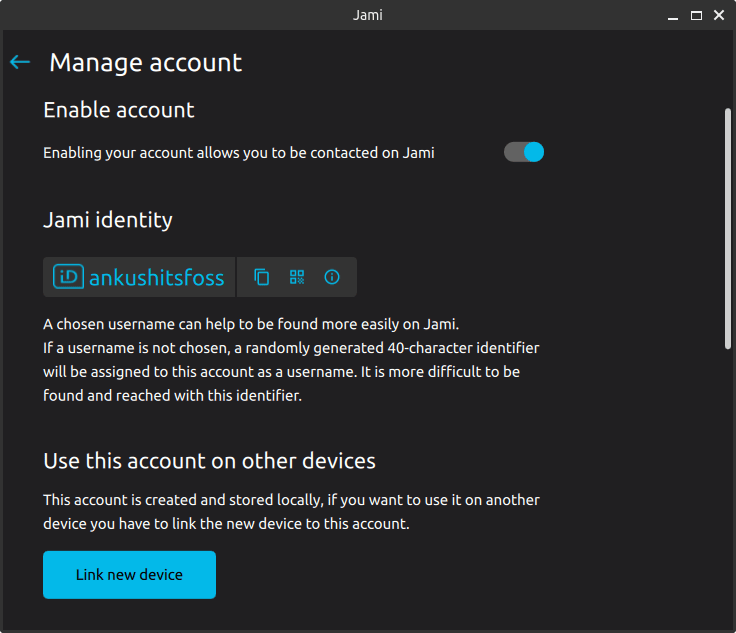 Jami
Manage account
Enable account
Enabling your account allows you to be contacted on Jami
Jami identity
iD ankushitsfoss
A chosen username can help to be found more easily on Jami.
If a username is not chosen, a randomly generated 40-character identifier
will be assigned to this account as a username. It is more difficult to be
found and reached with this identifier.
Use this account on other devices
This account is created and stored locally, if you want to use it on another
device you have to link the new device to this account.
Link new device